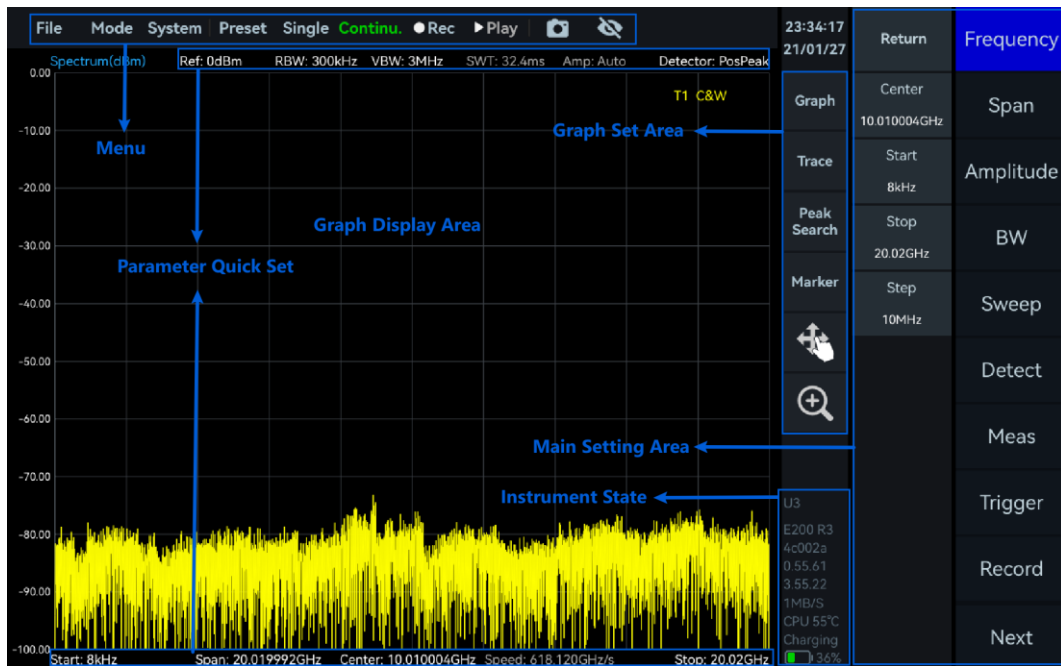 File Mode System Preset Single Continu. Rec Play
23:34:17
21/01/27
Spectrum(dBm) Ref: 0dBm RBW: 300kHz VBW: 3MHz SWT: 32.4ms Amp: Auto Detector: PosPeak
T1 C&W
0.00
-10.00
-20.00
-30.00
-40.00
-50.00
-60.00
-70.00
-80.00
-90.00
-100.00
Menu
Graph Set Area
Graph Display Area
Parameter Quick Set
Main Setting Area
Instrument State
Start: 8kHz Span: 20.019992GHz Center: 10.010004GHz Speed: 618.120GHz/s Stop: 20.02GHz
Graph
Trace
Peak
Search
Marker
U3
E200 R3
4c002a
0.55.61
3.55.22
1MB/S
CPU 55℃
Charging
36%
Return
Center
10.010004GHz
Start
8kHz
Stop
20.02GHz
Step
10MHz
Frequency
Span
Amplitude
BW
Sweep
Detect
Meas
Trigger
Record
Next